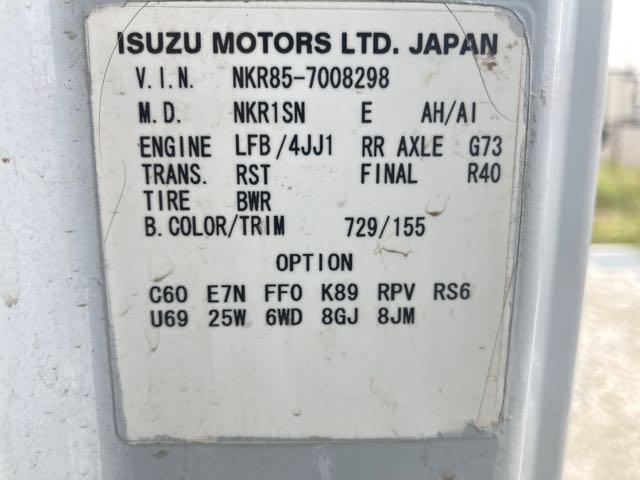 ISUZU MOTORS LTD. JAPAN
V.I.N. NKR85-7008298
M.D. NKR1SN E AH/AI
ENGINE LFB/4JJ1 RR AXLE G73
TRANS. RST FINAL R40
TIRE BWR
B.COLOR/TRIM 729/155
OPTION
C60 E7N FF0 K89 RPV RS6
U69 25W 6WD 8GJ 8JM